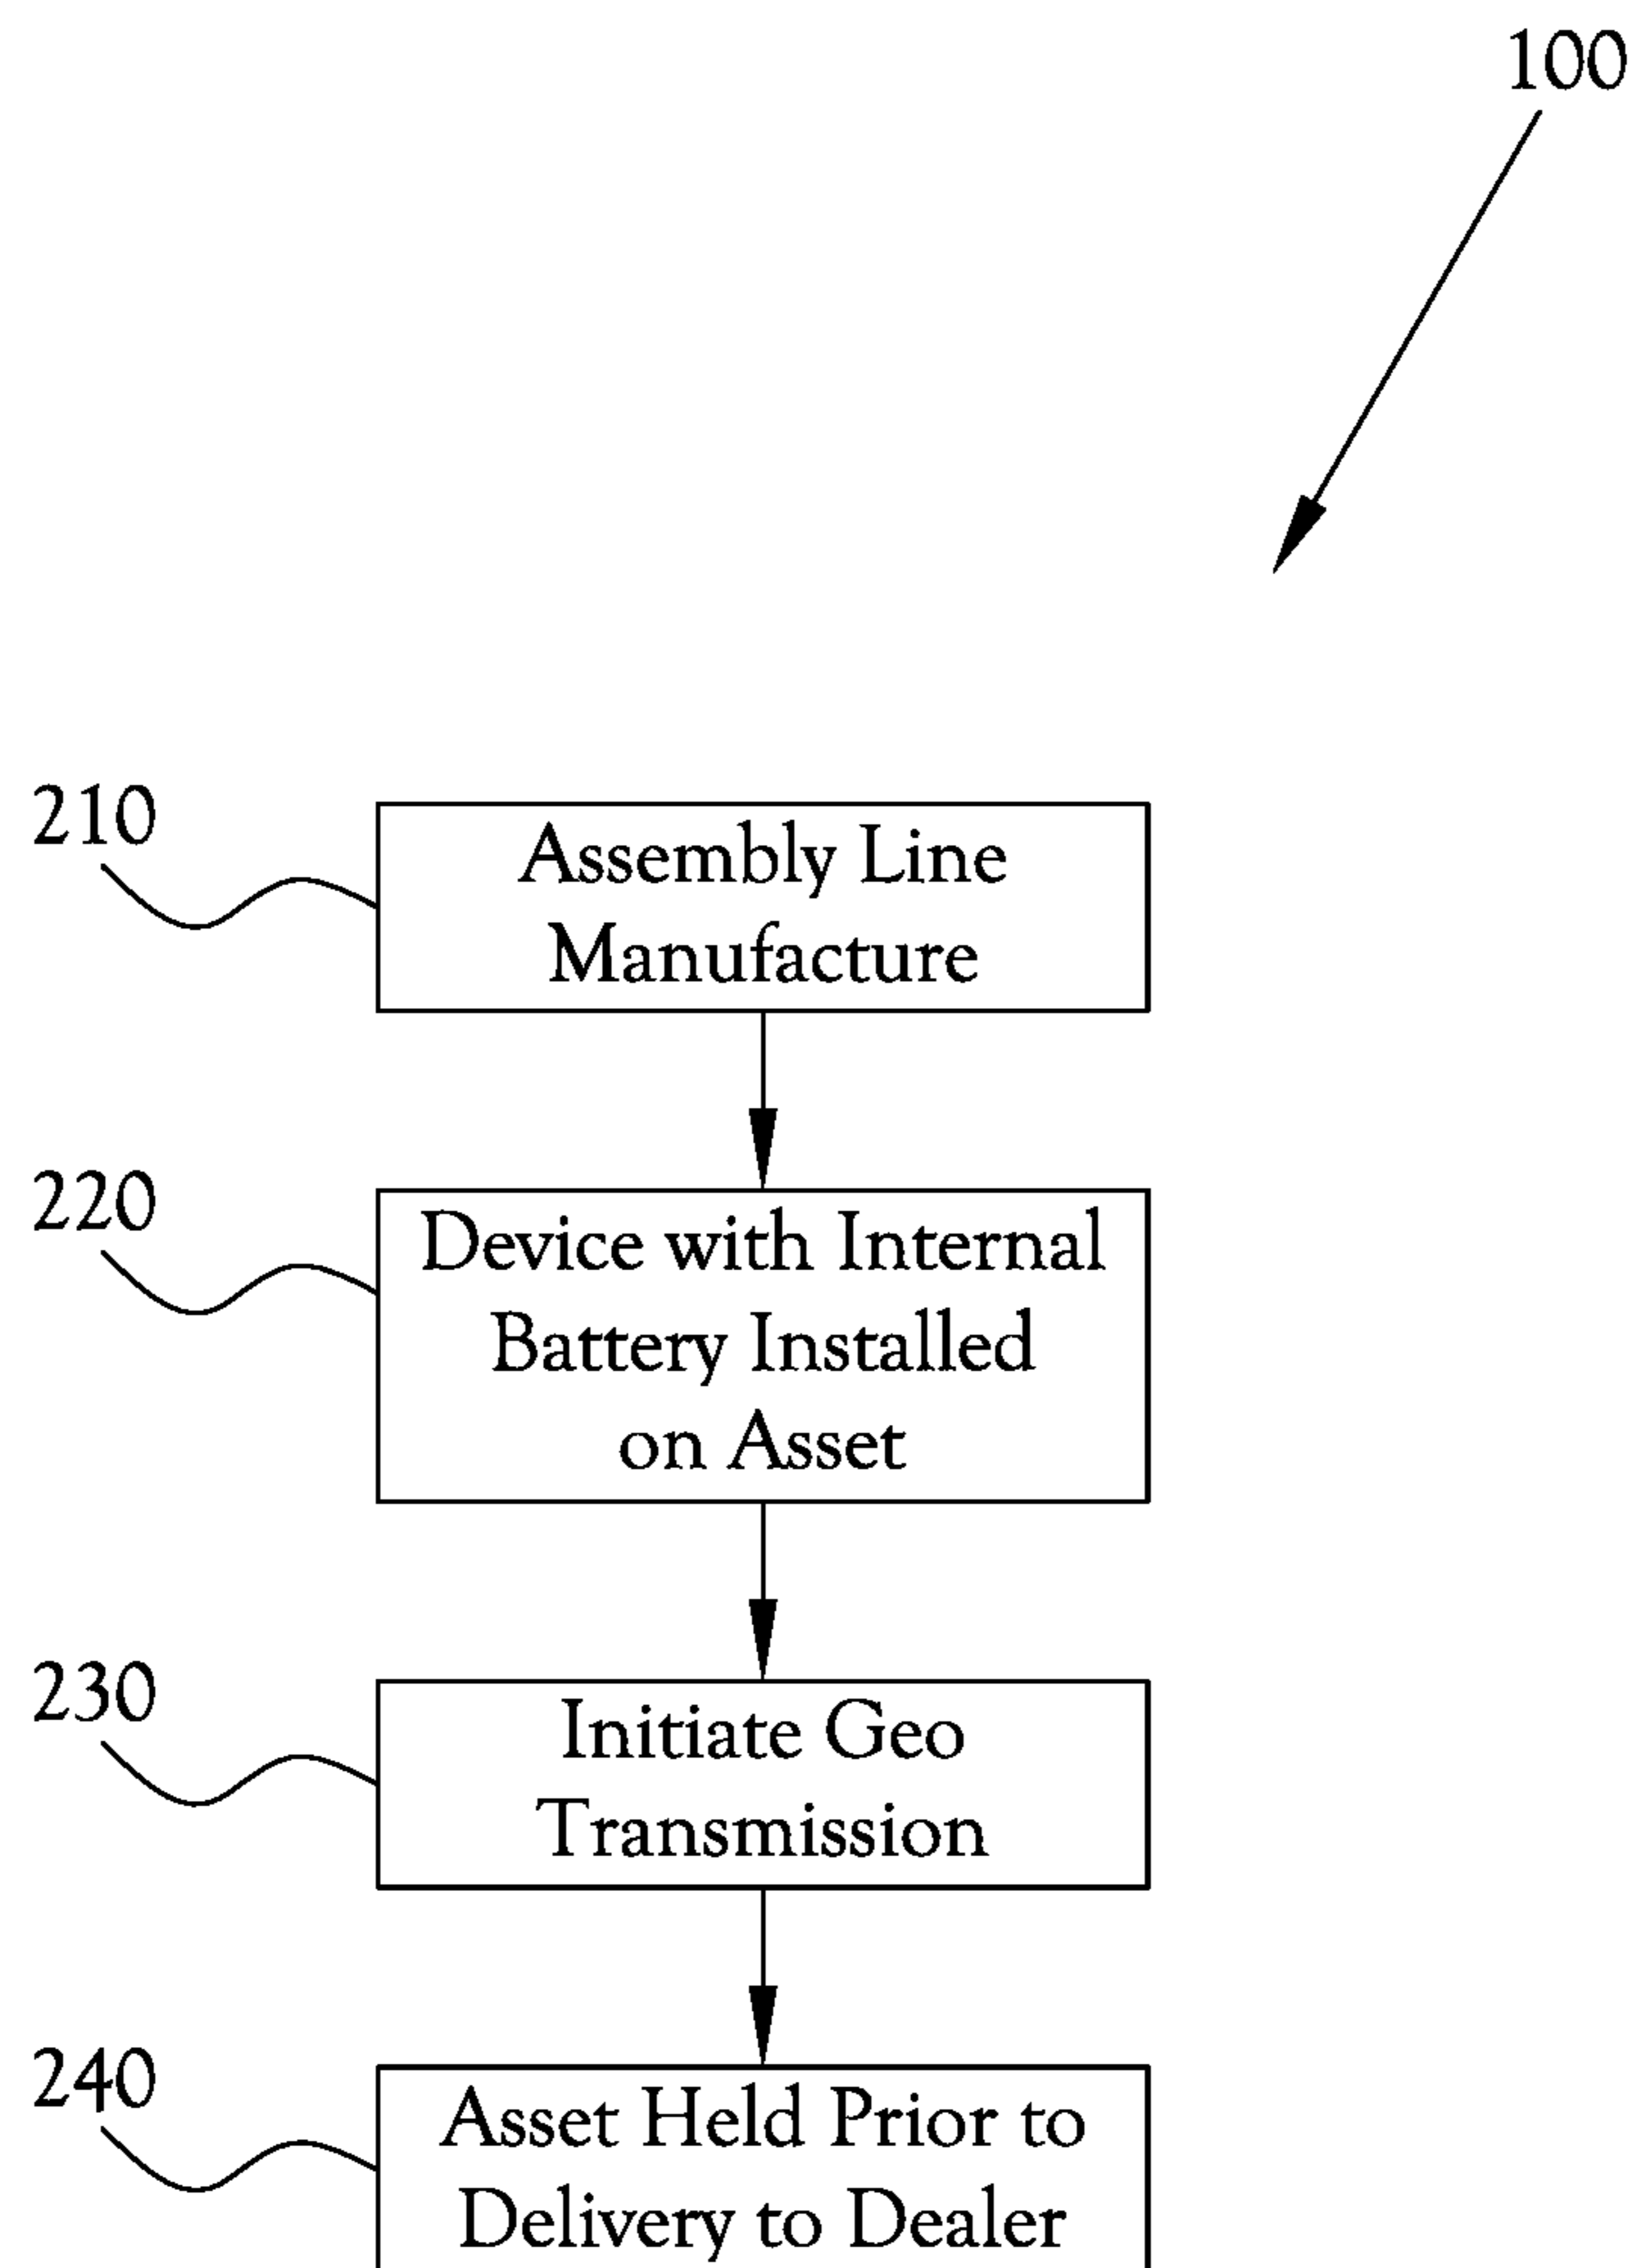 100
210
Assembly Line
Manufacture
220
Device with Internal
Battery Installed
on Asset
230
Initiate Geo
Transmission
240
Asset Held Prior to
Delivery to Dealer